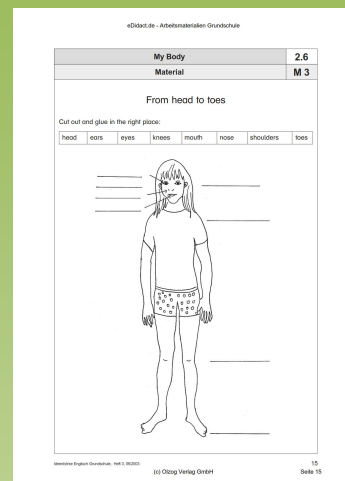 eDidact.de - Arbeitsmaterialien Grundschule
My Body 2.6
Material M 3
From head to toes
Cut out and glue in the right place:
head ears eyes knees mouth nose shoulders toes
Ideenbörse Englisch Grundschule, Heft 3, 09/2003 15
(c) Olzog Verlag GmbH Seite 15